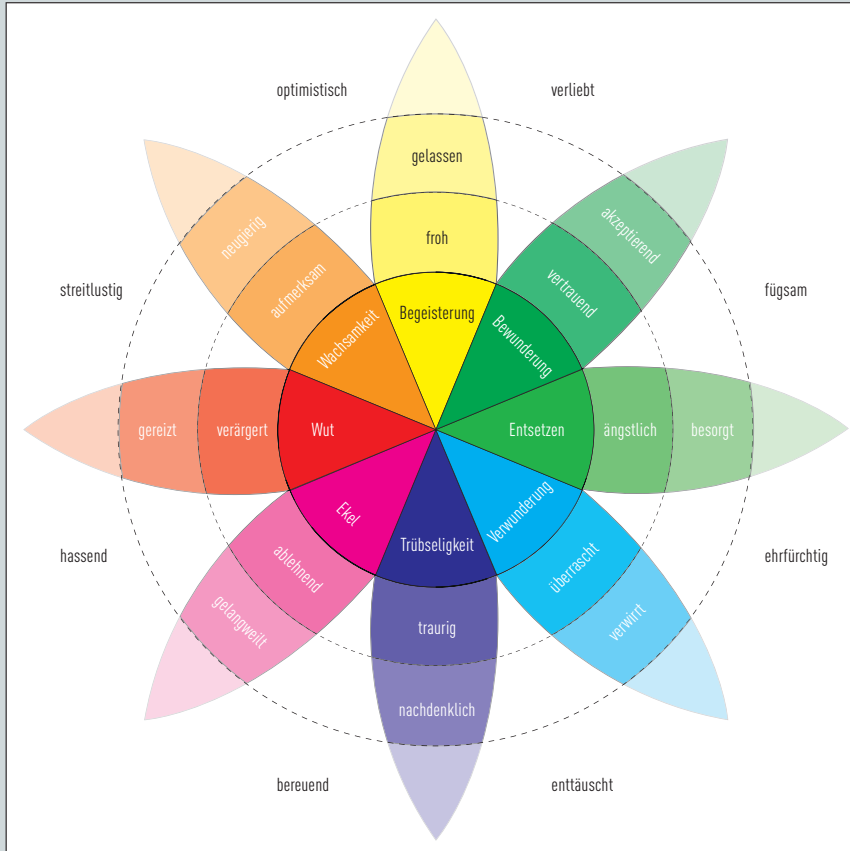 optimistisch
verliebt
gelassen
neugierig
akzeptierend
froh
aufmerksam
vertrauend
streitlustig
fügsam
Begeisterung
Wachsamkeit
Bewunderung
gereizt
verärgert
Wut
Entsetzen
ängstlich
besorgt
Ekel
Verwunderung
Trübseligkeit
hassend
ehrfürchtig
ablehnend
überrascht
gelangweilt
verwirrt
traurig
nachdenklich
bereuend
enttäuscht